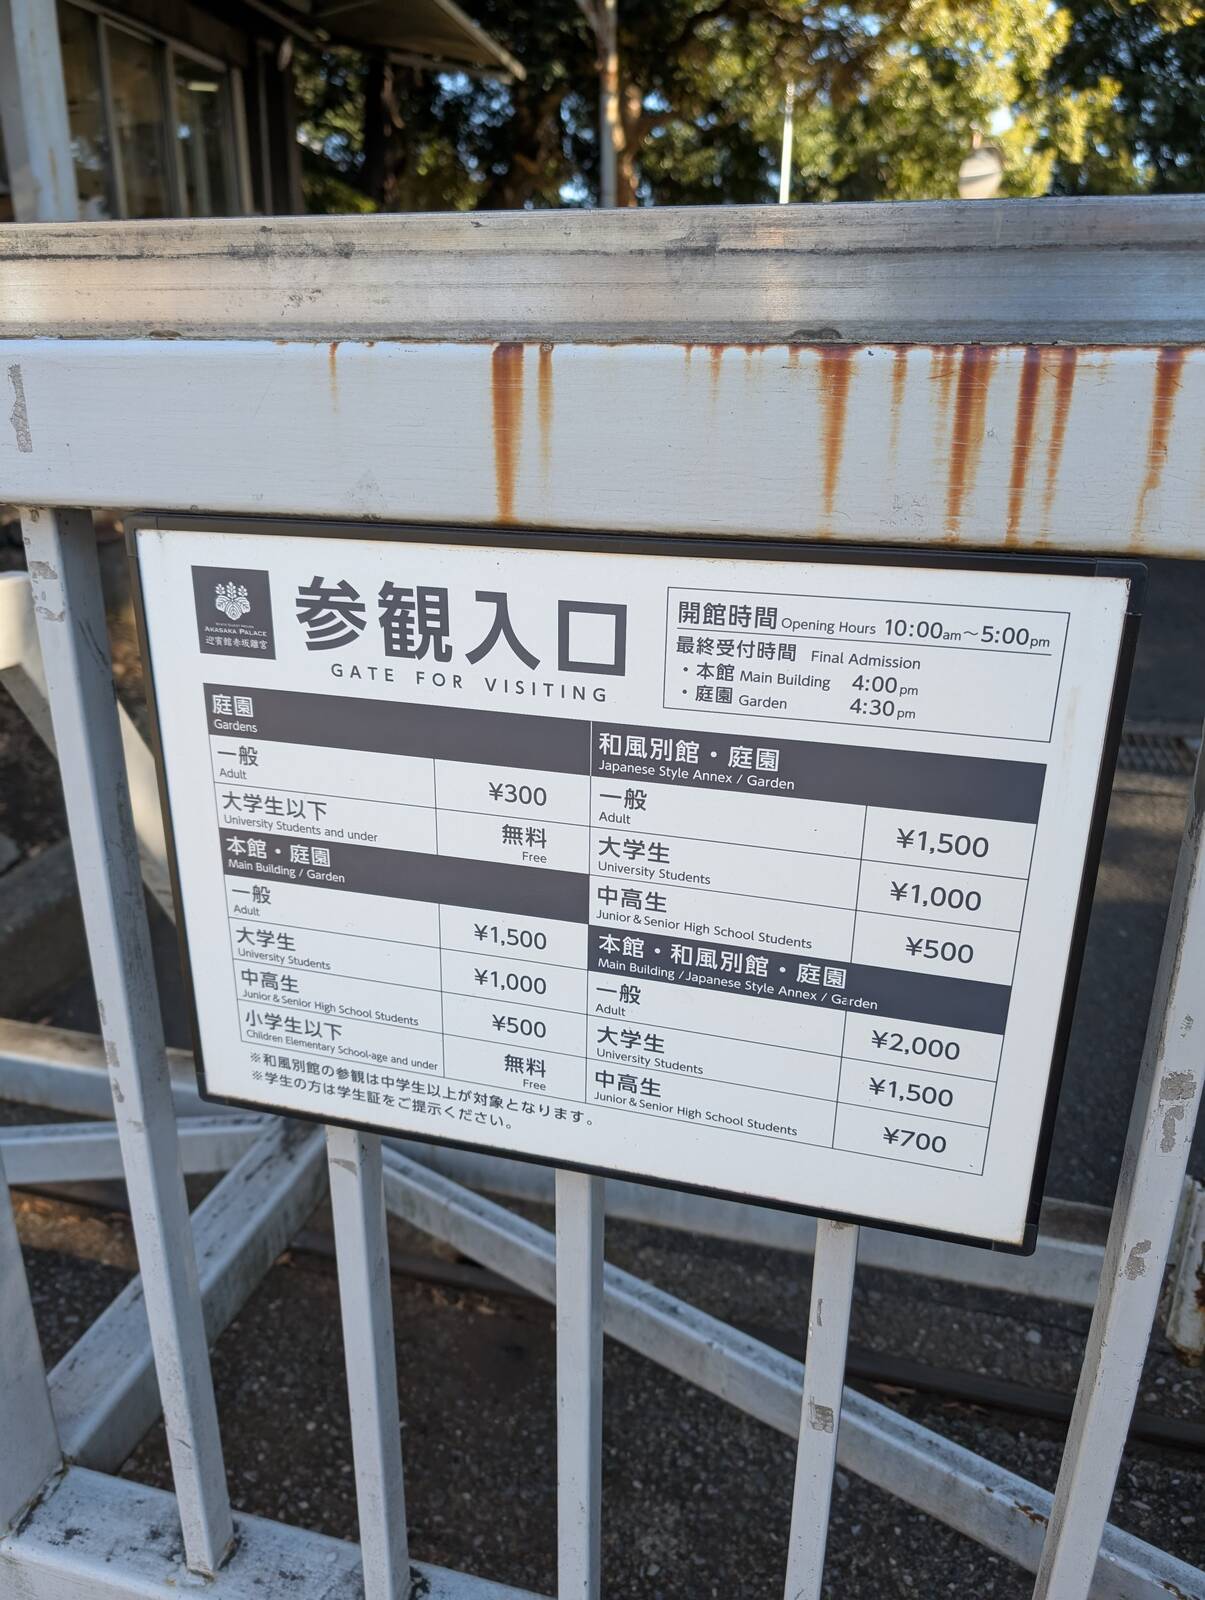 STATE GUEST HOUSE
AKASAKA PALACE
迎賓館赤坂離宮
参観入口
GATE FOR VISITING
開館時間 Opening Hours 10:00am～5:00pm
最終受付時間 Final Admission
・本館 Main Building 4:00pm
・庭園 Garden 4:30pm
庭園
Gardens
一般
Adult
¥300
大学生以下
University Students and under
無料
Free
本館・庭園
Main Building / Garden
一般
Adult
¥1,500
大学生
University Students
¥1,000
中高生
Junior & Senior High School Students
¥500
小学生以下
Children Elementary School-age and under
無料
Free
和風別館・庭園
Japanese Style Annex / Garden
一般
Adult
¥1,500
大学生
University Students
¥1,000
中高生
Junior & Senior High School Students
¥500
本館・和風別館・庭園
Main Building / Japanese Style Annex / Garden
一般
Adult
¥2,000
大学生
University Students
¥1,500
中高生
Junior & Senior High School Students
¥700
※和風別館の参観は中学生以上が対象となります。
※学生の方は学生証をご提示ください。